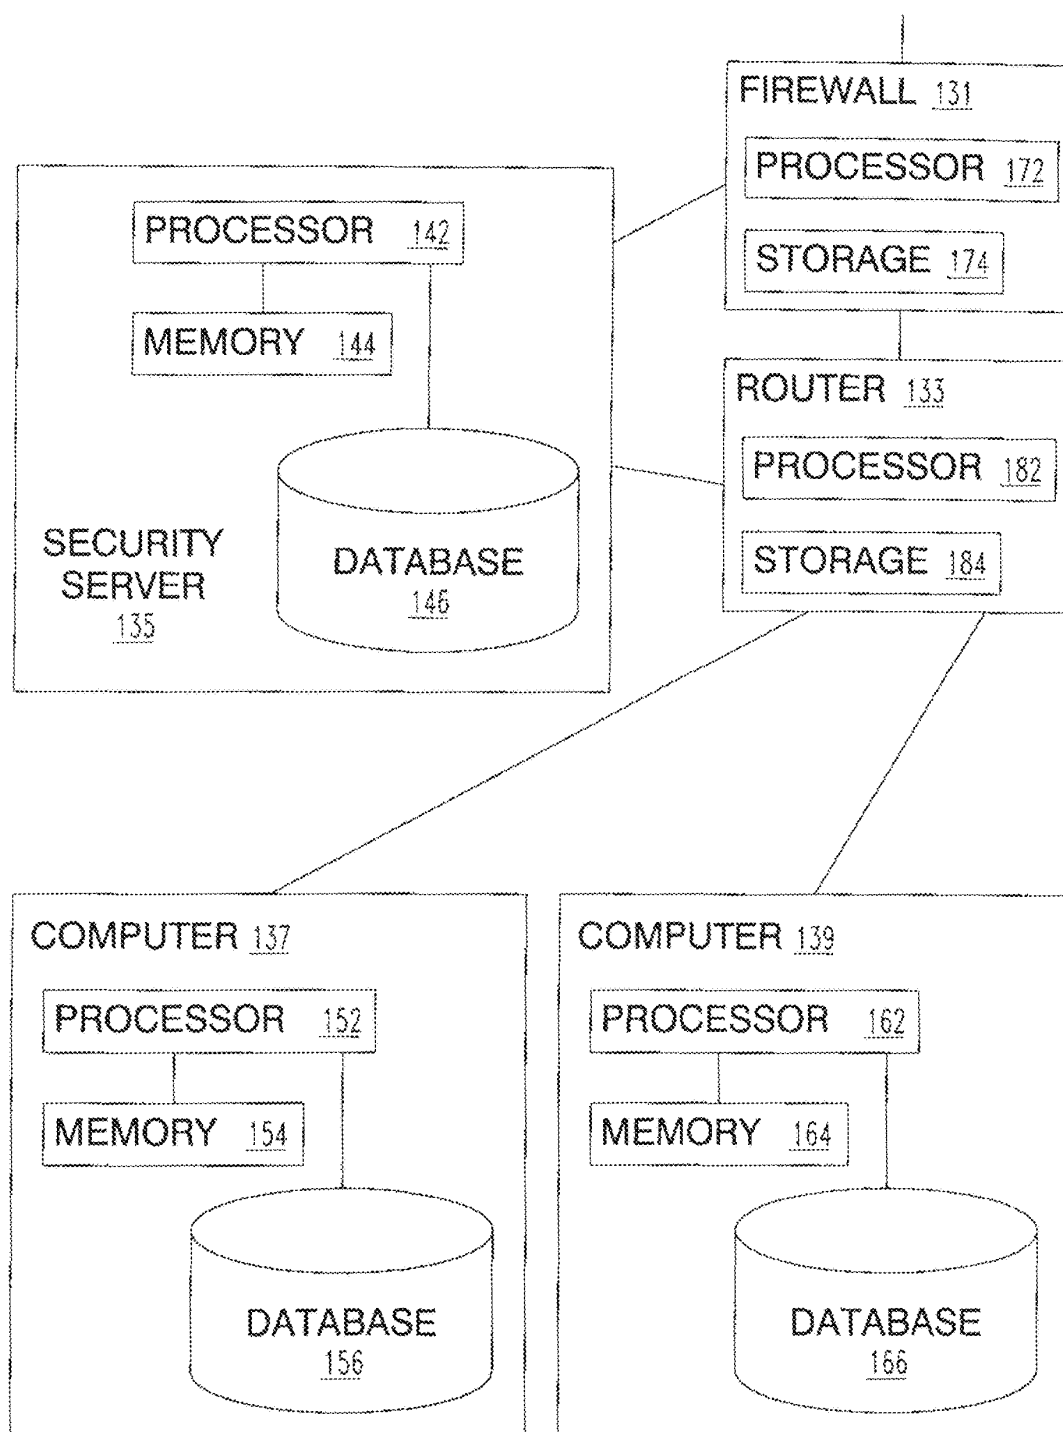 FIREWALL 131
PROCESSOR 172
STORAGE 174
PROCESSOR 142
MEMORY 144
DATABASE
146
SECURITY
SERVER
135
ROUTER 133
PROCESSOR 182
STORAGE 184
COMPUTER 137
PROCESSOR 152
MEMORY 154
DATABASE
156
COMPUTER 139
PROCESSOR 162
MEMORY 164
DATABASE
166